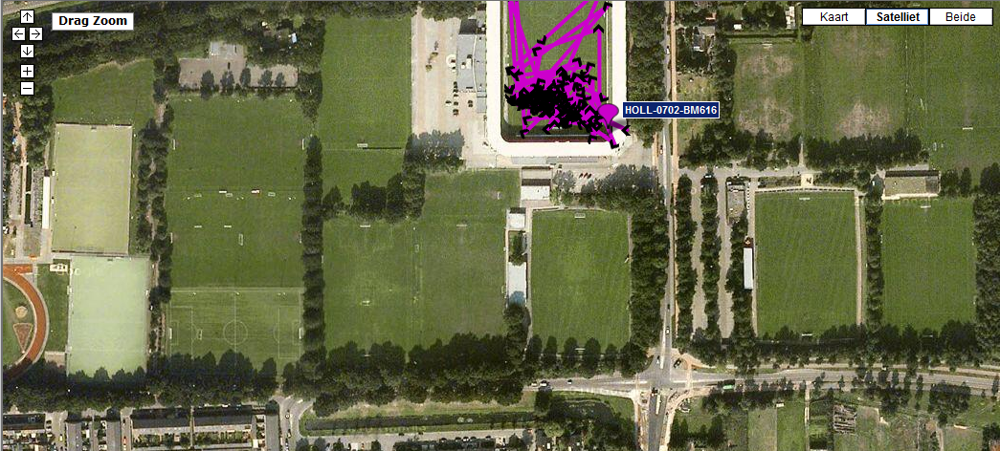 Drag Zoom
Kaart Satelliet Beide
HOLL-0702-BM616